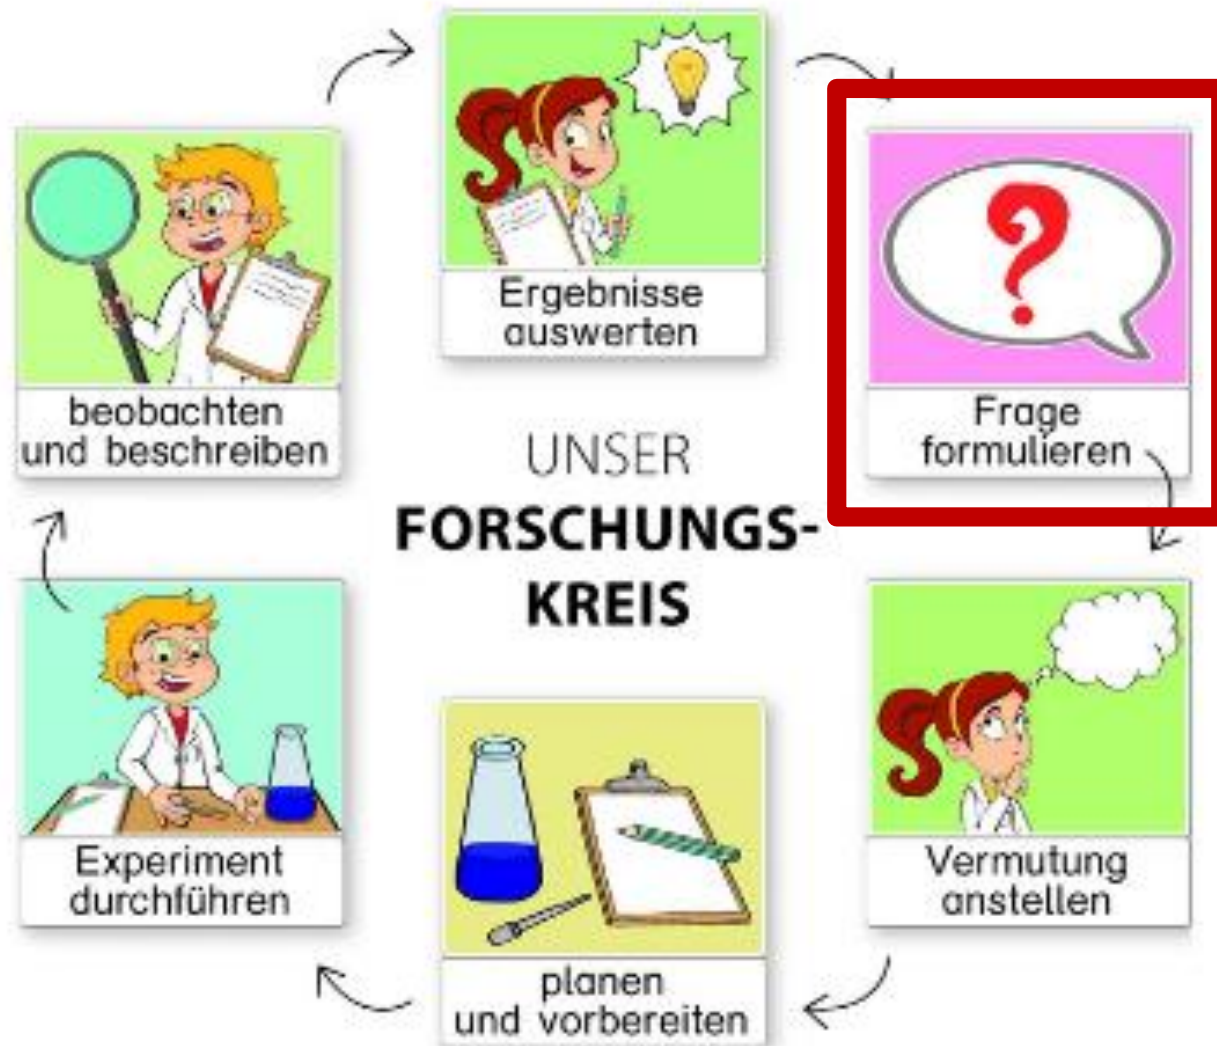 Ergebnisse
auswerten
Frage
formulieren
Vermutung
anstellen
planen
und vorbereiten
Experiment
durchführen
beobachten
und beschreiben
UNSER
FORSCHUNGS-
KREIS
?